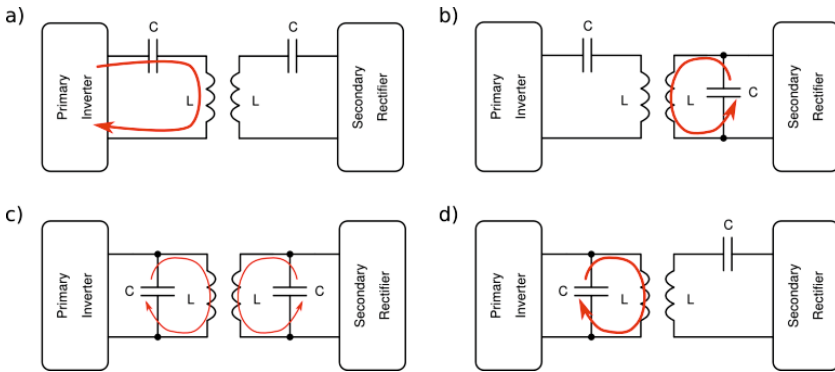 a)
C
C
Primary
Inverter
L
L
Secondary
Rectifier
b)
C
Primary
Inverter
L
L
C
Secondary
Rectifier
c)
Primary
Inverter
C
L
L
C
Secondary
Rectifier
d)
C
Primary
Inverter
C
L
L
Secondary
Rectifier